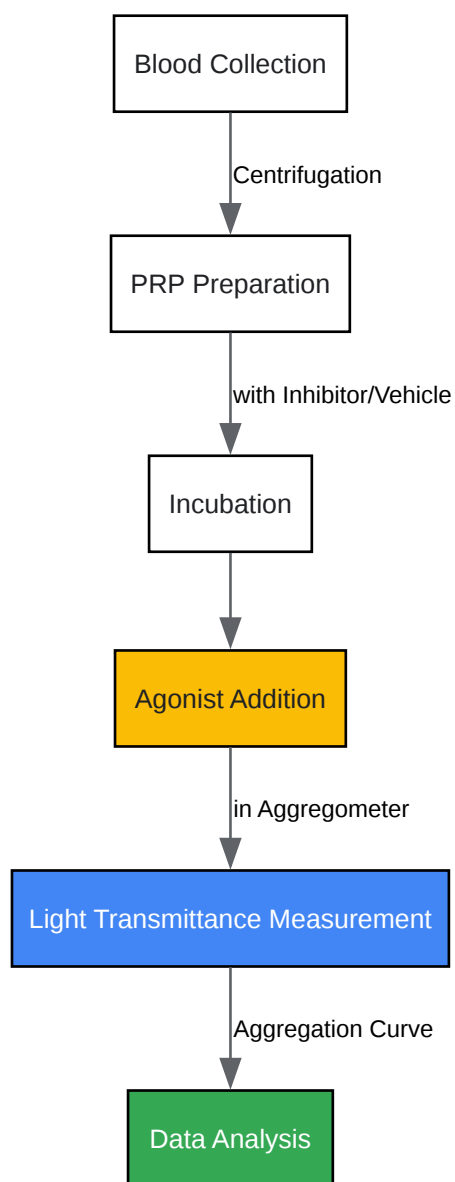 Blood Collection
Centrifugation
PRP Preparation
with Inhibitor/Vehicle
Incubation
Agonist Addition
in Aggregometer
Light Transmittance Measurement
Aggregation Curve
Data Analysis